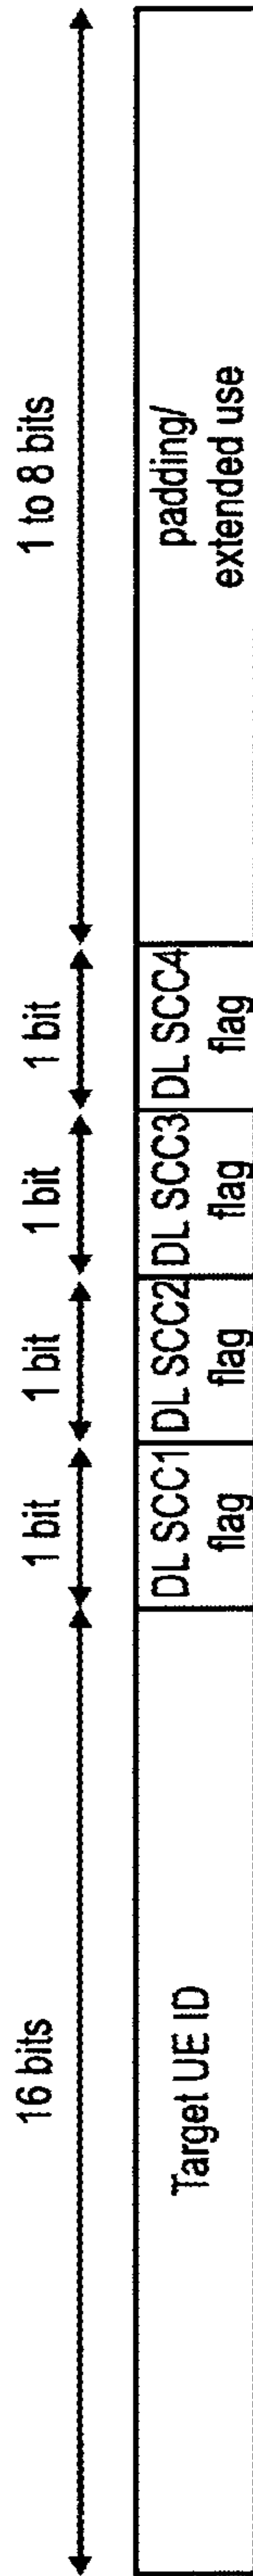 16 bits
1 bit
1 bit
1 bit
1 bit
1 to 8 bits
Target UE ID
DL SCC1
flag
DL SCC2
flag
DL SCC3
flag
DL SCC4
flag
padding/
extended use